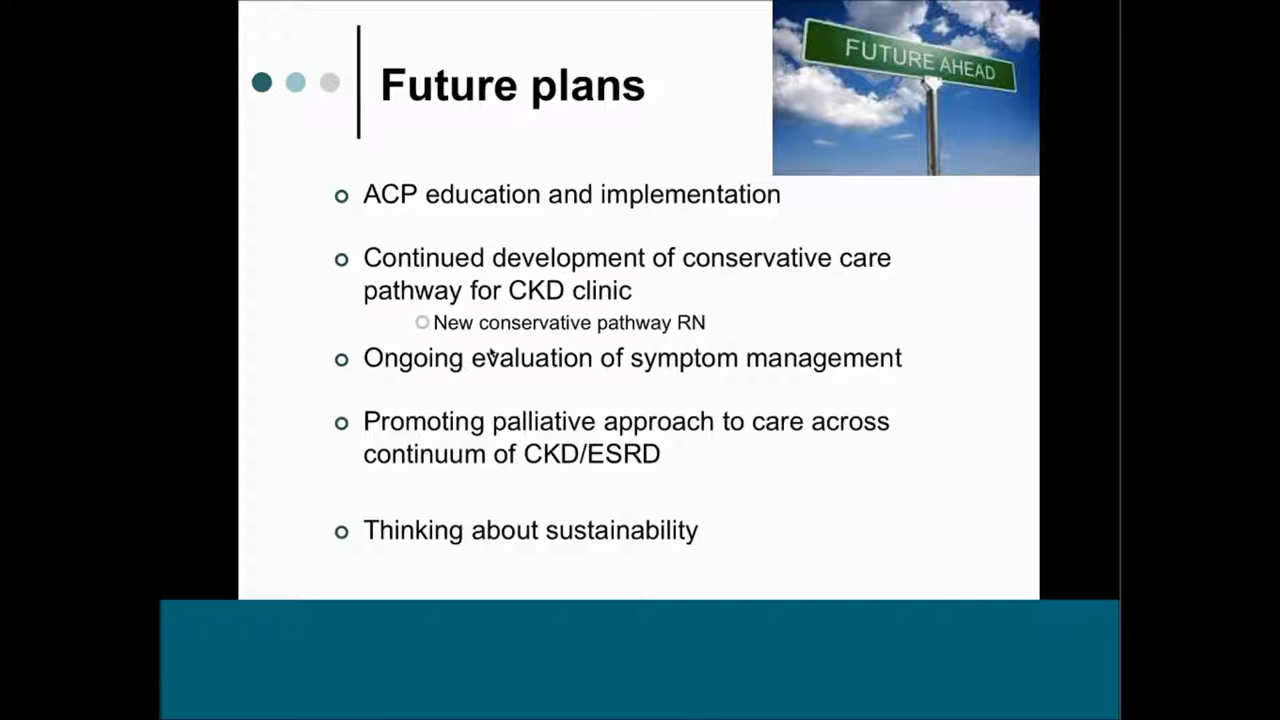 FUTURE AHEAD
Future plans
ACP education and implementation
Continued development of conservative care
pathway for CKD clinic
New conservative pathway RN
Ongoing evaluation of symptom management
Promoting palliative approach to care across
continuum of CKD/ESRD
Thinking about sustainability